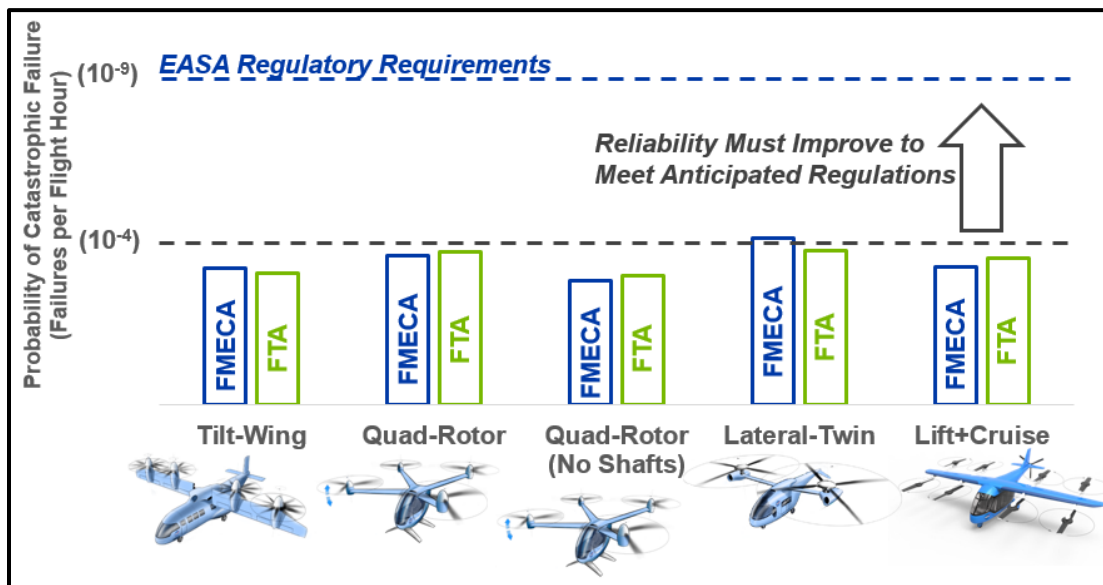 Probability of Catastrophic Failure
(Failures per Flight Hour)
(10⁻⁹)
EASA Regulatory Requirements
Reliability Must Improve to
Meet Anticipated Regulations
(10⁻⁴)
FMECA
FTA
FMECA
FTA
FMECA
FTA
FMECA
FTA
FMECA
FTA
Tilt-Wing
Quad-Rotor
Quad-Rotor
(No Shafts)
Lateral-Twin
Lift+Cruise